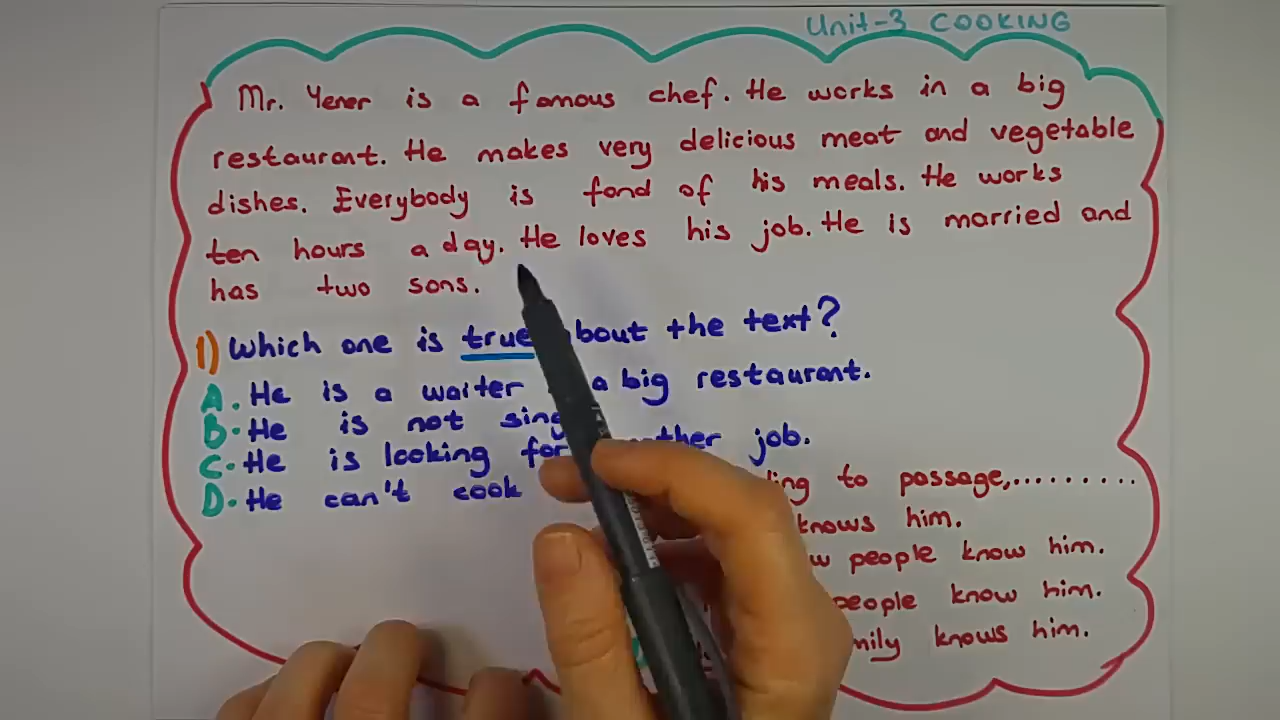 Unit-3 COOKING
Mr. Yener is a famous chef. He works in a big
restaurant. He makes very delicious meat and vegetable
dishes. Everybody is fond of his meals. He works
ten hours a day. He loves his job. He is married and
has two sons.
1) Which one is true about the text?
A. He is a waiter a big restaurant.
B. He is not
C. He is looking for job.
D. He can't cook
to passage,.........
knows him.
people know him.
people know him.
knows him.